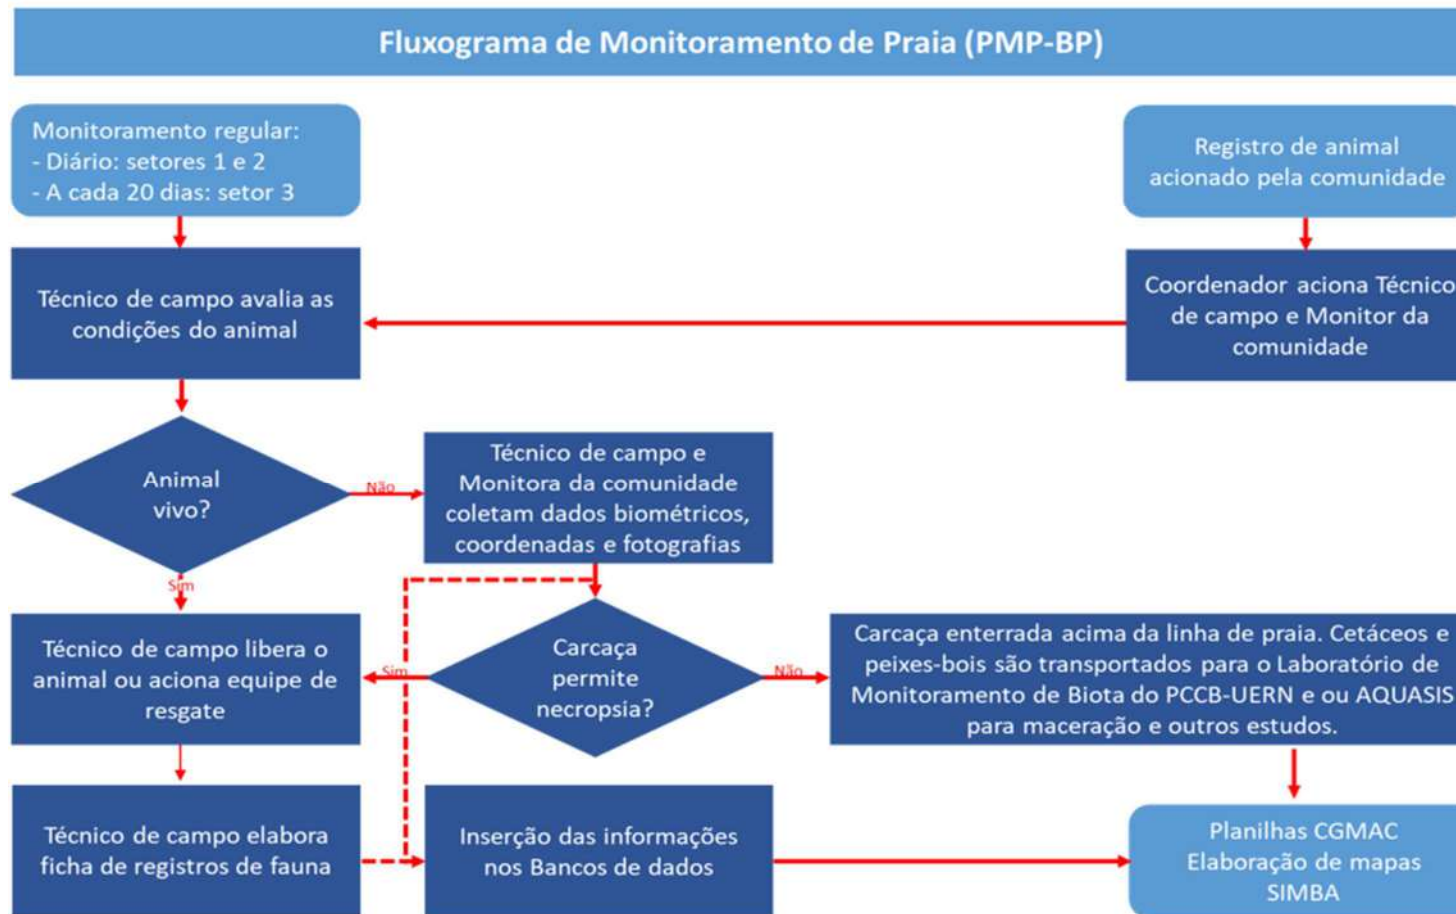 Fluxograma de Monitoramento de Praia (PMP-BP)
Monitoramento regular:
- Diário: setores 1 e 2
- A cada 20 dias: setor 3
Registro de animal
acionado pela comunidade
Técnico de campo avalia as
condições do animal
Coordenador aciona Técnico
de campo e Monitor da
comunidade
Animal
vivo?
Não
Técnico de campo e
Monitora da comunidade
coletam dados biométricos,
coordenadas e fotografias
Sim
Técnico de campo libera o
animal ou aciona equipe de
resgate
Sim
Carcaça
permite
necropsia?
Não
Carcaça enterrada acima da linha de praia. Cetáceos e
peixes-bois são transportados para o Laboratório de
Monitoramento de Biota do PCCB-UERN e ou AQUASIS
para maceração e outros estudos.
Técnico de campo elabora
ficha de registros de fauna
Inserção das informações
nos Bancos de dados
Planilhas CGMAC
Elaboração de mapas
SIMBA